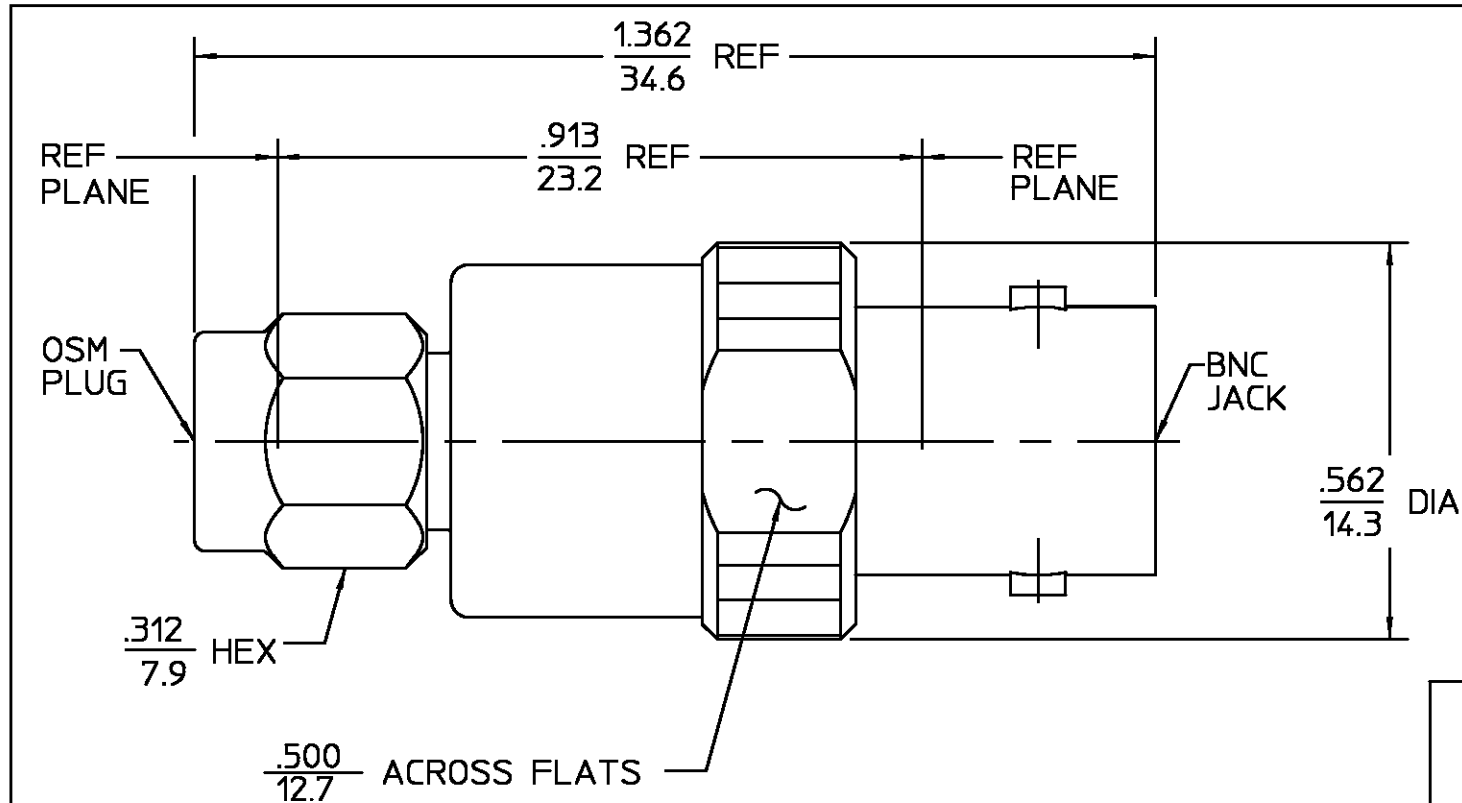 1.362
34.6
REF
.913
23.2
REF
REF
PLANE
REF
PLANE
OSM
PLUG
BNC
JACK
.562
14.3
DIA
.312
7.9
HEX
.500
12.7
ACROSS FLATS